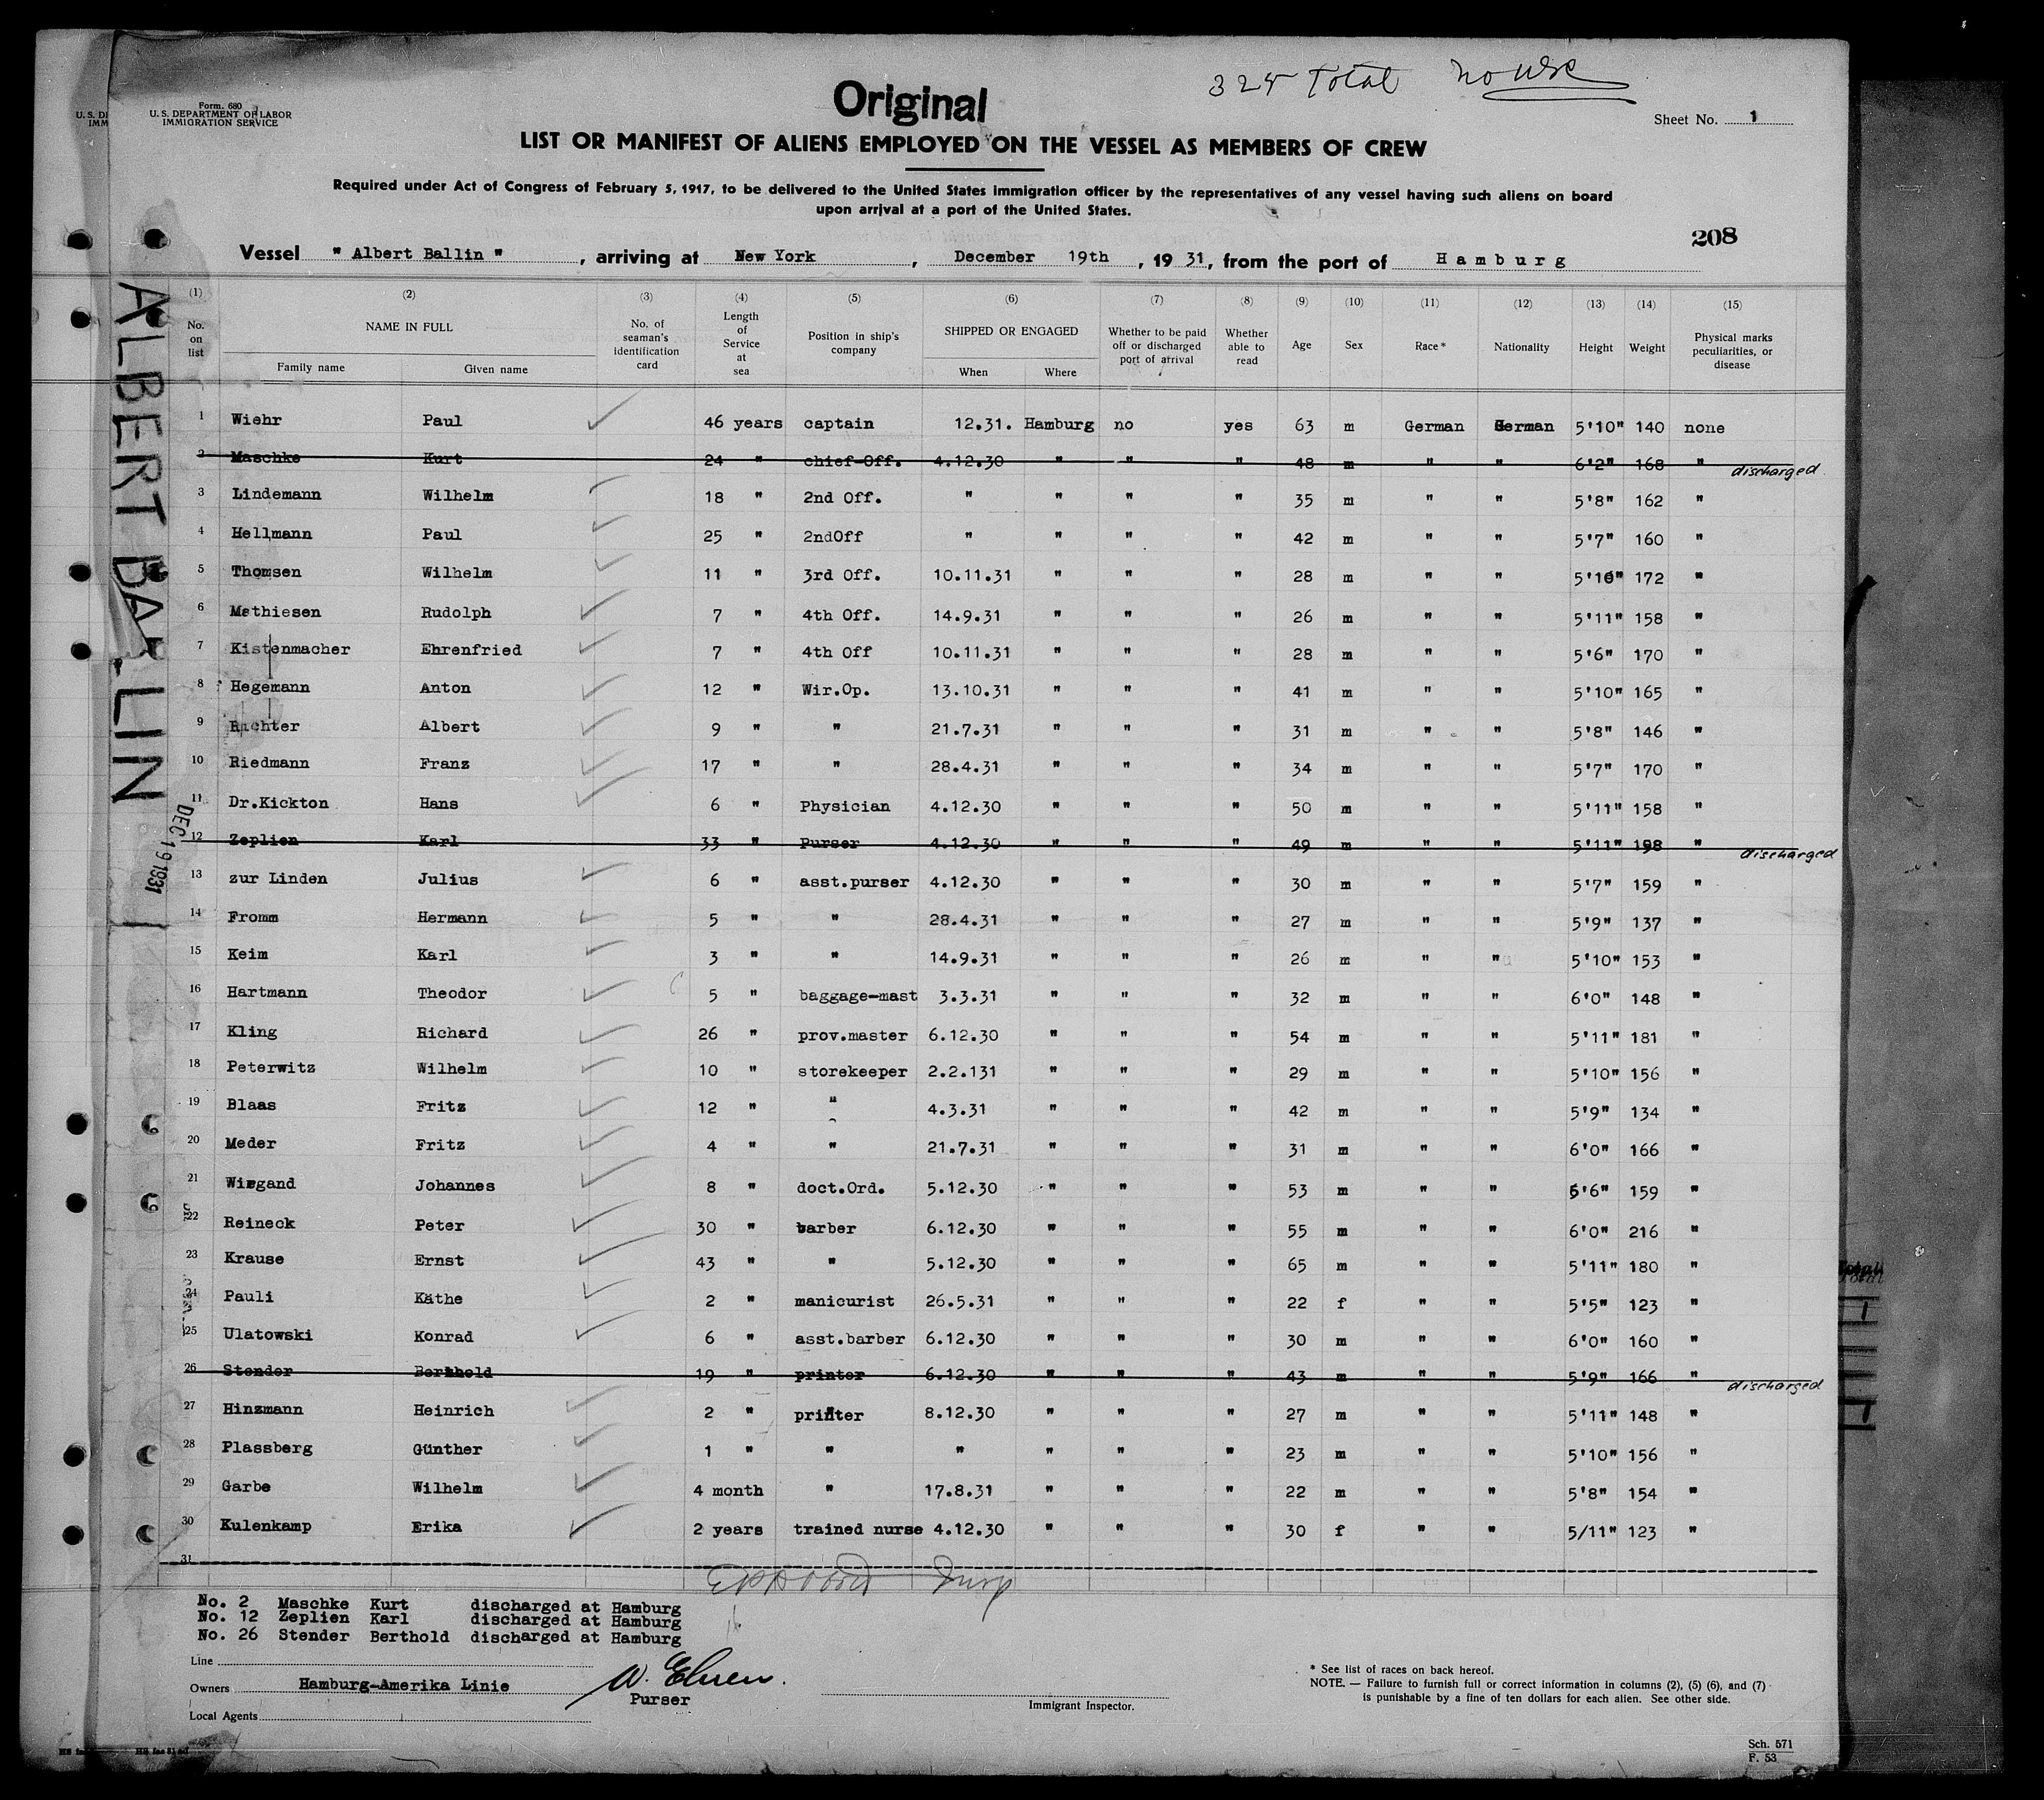 325 Total no use
Original
Form. 680
U. S. DEPARTMENT OF LABOR
IMMIGRATION SERVICE
Sheet No. 1
LIST OR MANIFEST OF ALIENS EMPLOYED ON THE VESSEL AS MEMBERS OF CREW
Required under Act of Congress of February 5, 1917, to be delivered to the United States immigration officer by the representatives of any vessel having such aliens on board
upon arrival at a port of the United States.
208
Vessel " Albert Ballin ", arriving at New York, December 19th, 19 31, from the port of Hamburg
ALBERT BALLIN
DEC 19 1931
(1) (2) (3) (4) (5) (6) (7) (8) (9) (10) (11) (12) (13) (14) (15)
No. on list NAME IN FULL Family name Given name No. of seaman's identification card Length of Service at sea Position in ship's company SHIPPED OR ENGAGED When Where Whether to be paid off or discharged port of arrival Whether able to read Age Sex Race* Nationality Height Weight Physical marks peculiarities, or disease
1 Wiehr Paul 46 years captain 12.31. Hamburg no yes 63 m German German 5'10" 140 none
2 Maschke Kurt 24 " chief Off. 4.12.30 " " " 48 m " " 6'2" 168 " discharged
3 Lindemann Wilhelm 18 " 2nd Off. " " " " 35 m " " 5'8" 162 "
4 Hellmann Paul 25 " 2ndOff " " " " 42 m " " 5'7" 160 "
5 Thomsen Wilhelm 11 " 3rd Off. 10.11.31 " " " 28 m " " 5'10" 172 "
6 Mathiesen Rudolph 7 " 4th Off. 14.9.31 " " " 26 m " " 5'11" 158 "
7 Kistenmacher Ehrenfried 7 " 4th Off 10.11.31 " " " 28 m " " 5'6" 170 "
8 Hegemann Anton 12 " Wir.Op. 13.10.31 " " " 41 m " " 5'10" 165 "
9 Richter Albert 9 " " 21.7.31 " " " 31 m " " 5'8" 146 "
10 Riedmann Franz 17 " " 28.4.31 " " " 34 m " " 5'7" 170 "
11 Dr.Kickton Hans 6 " Physician 4.12.30 " " " 50 m " " 5'11" 158 "
12 Zeplien Karl 33 " Purser 4.12.30 " " " 49 m " " 5'11" 198 " discharged
13 zur Linden Julius 6 " asst.purser 4.12.30 " " " 30 m " " 5'7" 159 "
14 Fromm Hermann 5 " " 28.4.31 " " " 27 m " " 5'9" 137 "
15 Keim Karl 3 " " 14.9.31 " " " 26 m " " 5'10" 153 "
16 Hartmann Theodor 5 " baggage-mast 3.3.31 " " " 32 m " " 6'0" 148 "
17 Kling Richard 26 " prov.master 6.12.30 " " " 54 m " " 5'11" 181 "
18 Peterwitz Wilhelm 10 " storekeeper 2.2.131 " " " 29 m " " 5'10" 156 "
19 Blaas Fritz 12 " " 4.3.31 " " " 42 m " " 5'9" 134 "
20 Meder Fritz 4 " " 21.7.31 " " " 31 m " " 6'0" 166 "
21 Wiegand Johannes 8 " doct.Ord. 5.12.30 " " " 53 m " " 5'6" 159 "
22 Reineck Peter 30 " barber 6.12.30 " " " 55 m " " 6'0" 216 "
23 Krause Ernst 43 " " 5.12.30 " " " 65 m " " 5'11" 180 "
24 Pauli Käthe 2 " manicurist 26.5.31 " " " 22 f " " 5'5" 123 "
25 Ulatowski Konrad 6 " asst.barber 6.12.30 " " " 30 m " " 6'0" 160 "
26 Stender Berthold 19 " printer 6.12.30 " " " 43 m " " 5'9" 166 " discharged
27 Hinzmann Heinrich 2 " printer 8.12.30 " " " 27 m " " 5'11" 148 "
28 Plassberg Günther 1 " " " " " " 23 m " " 5'10" 156 "
29 Garbe Wilhelm 4 month " 17.8.31 " " " 22 m " " 5'8" 154 "
30 Kulenkamp Erika 2 years trained nurse 4.12.30 " " " 30 f " " 5/11" 123 "
31
No. 2 Maschke Kurt discharged at Hamburg
No. 12 Zeplien Karl discharged at Hamburg
No. 26 Stender Berthold discharged at Hamburg
Line
Owners Hamburg-Amerika Linie
Local Agents
Purser
Immigrant Inspector.
* See list of races on back hereof.
NOTE. — Failure to furnish full or correct information in columns (2), (5) (6), and (7)
is punishable by a fine of ten dollars for each alien. See other side.
Sch. 571
F. 53